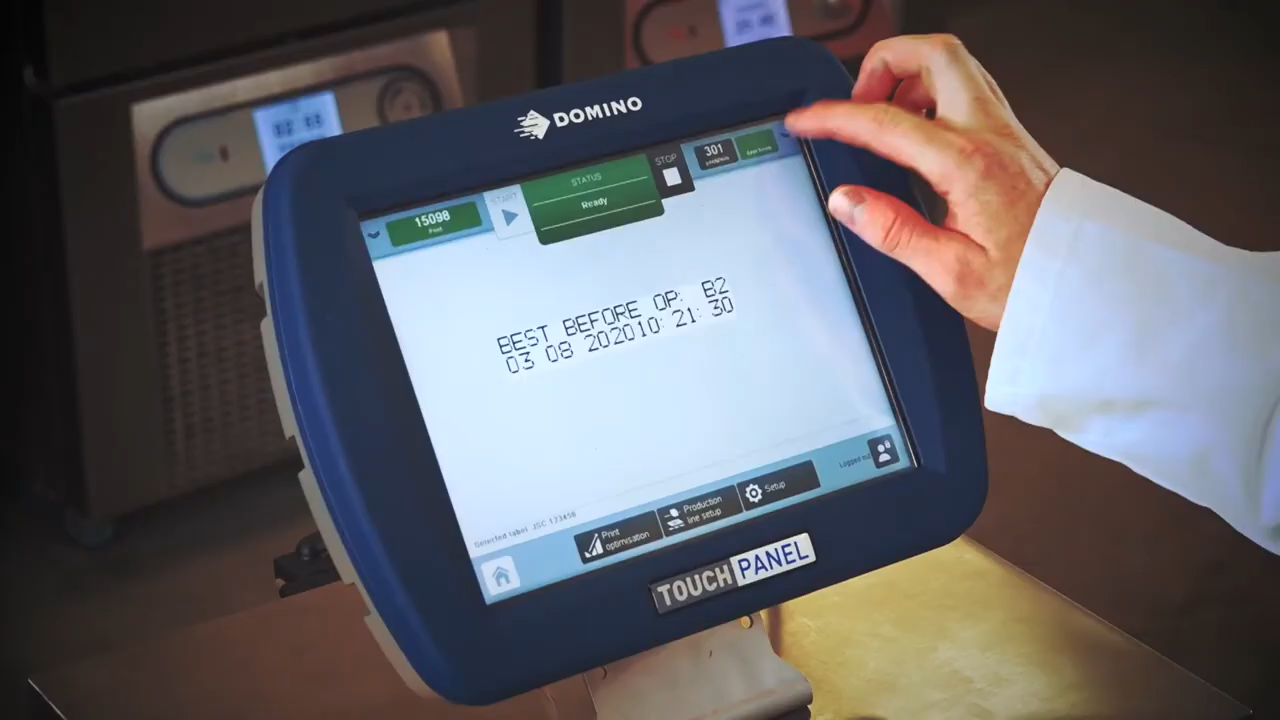 DOMINO
15098
START
STATUS
Ready
STOP
301
BEST BEFORE OP: B2
03 08 202010: 21: 30
Selected label JSC 123456
Print
optimisation
Production
line setup
Setup
TOUCH PANEL